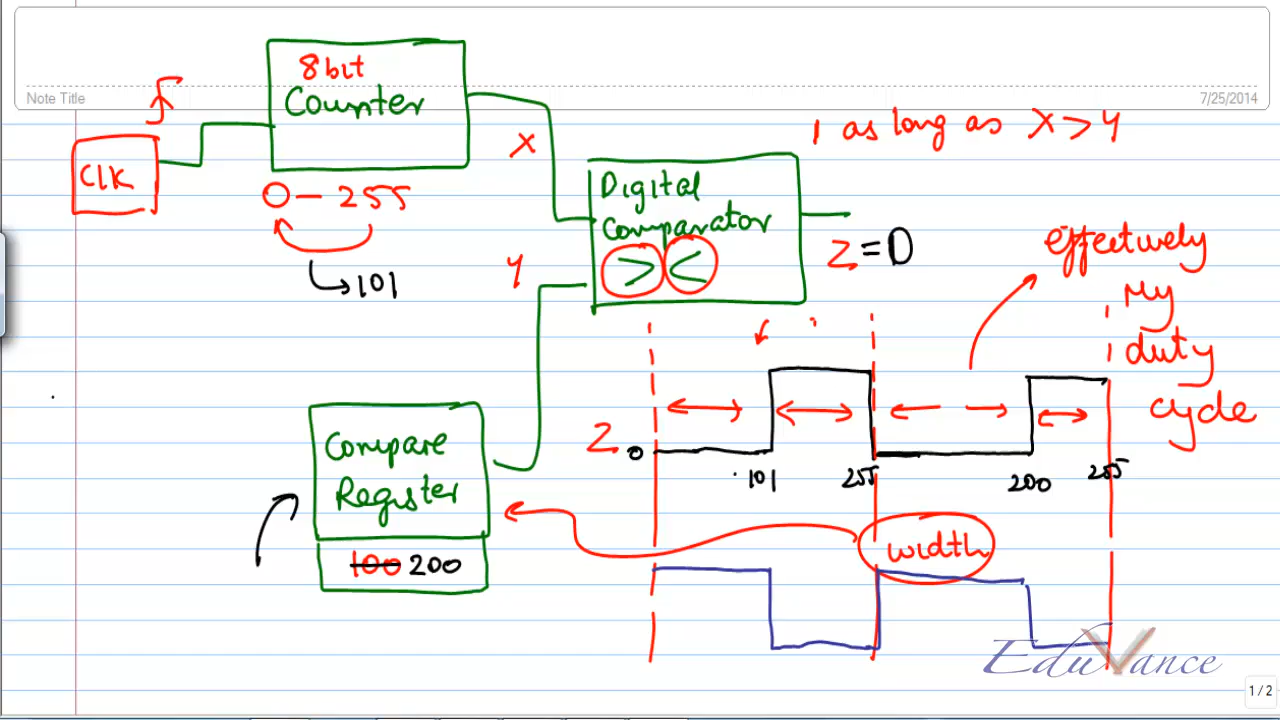 Note Title
7/25/2014
8 bit
Counter
CLK
0 - 255
101
X
Y
Digital
Comparator
> <
1 as long as X > Y
Z = 0
effectively
My
duty
cycle
Compare
Register
100 200
Z
0
101
255
200
255
width
EduVance
1 / 2